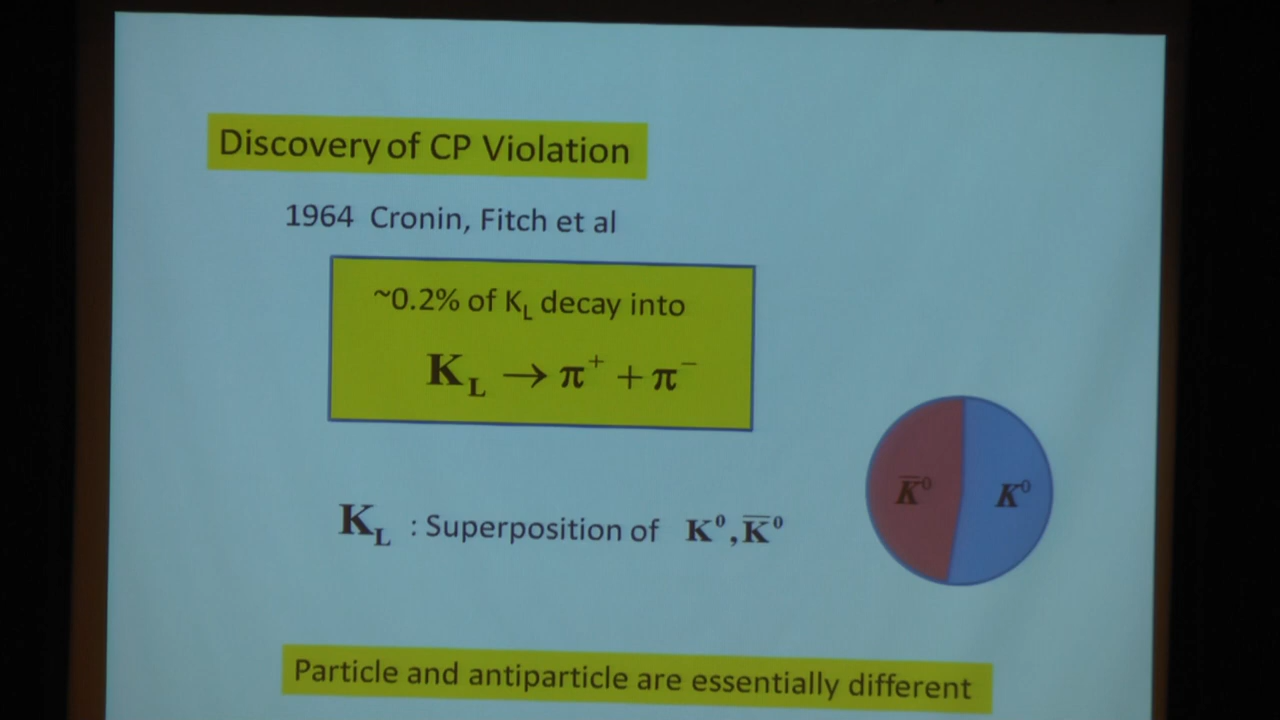 Discovery of CP Violation
1964 Cronin, Fitch et al
~0.2% of K_L decay into
K_L → π⁺ + π⁻
K_L : Superposition of K⁰, K̅⁰
K̅⁰
K⁰
Particle and antiparticle are essentially different